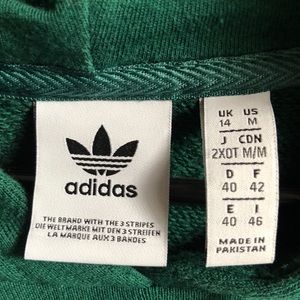 adidas
THE BRAND WITH THE 3 STRIPES
DIE WELTMARKE MIT DEN 3 STREIFEN
LA MARQUE AUX 3 BANDES
UK US
14 M
J CDN
2XOT M/M
D F
40 42
E I
40 46
MADE IN
PAKISTAN